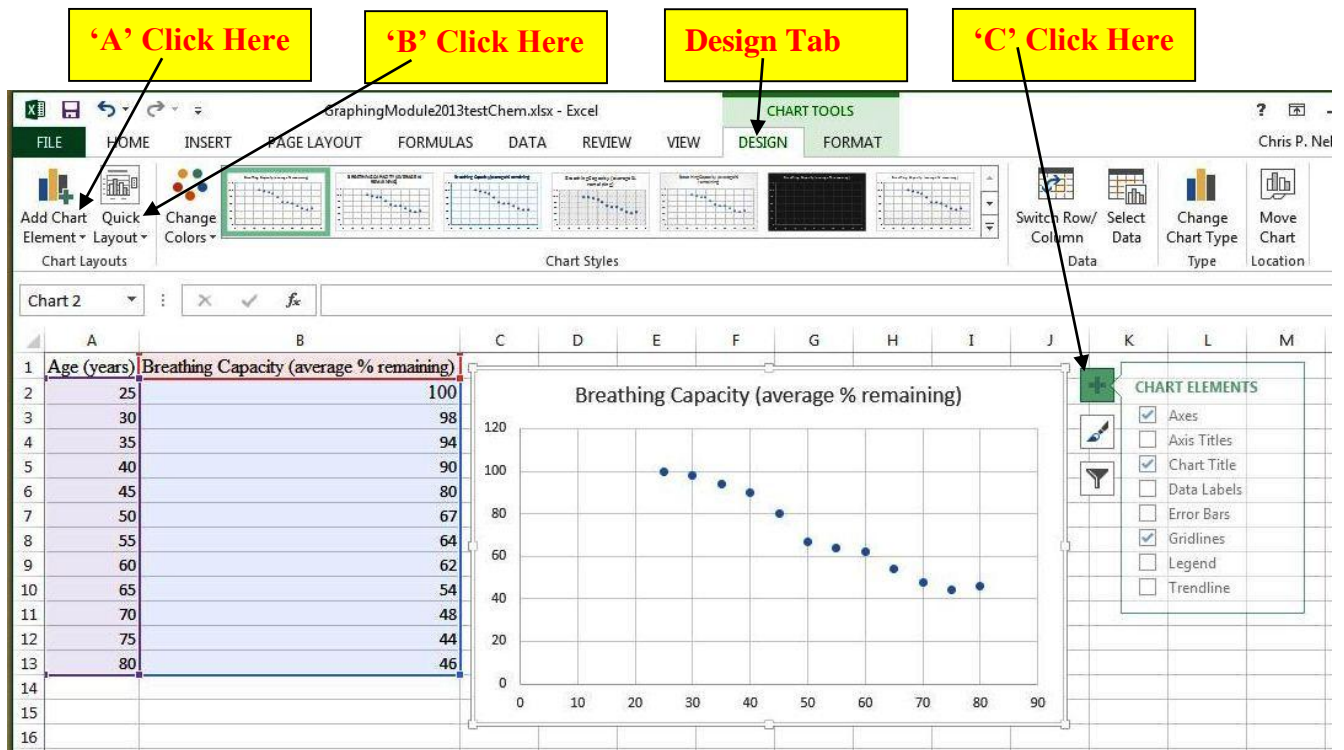 ‘A’ Click Here
‘B’ Click Here
Design Tab
‘C’ Click Here
GraphingModule2013testChem.xlsx - Excel
CHART TOOLS
?
FILE HOME INSERT PAGE LAYOUT FORMULAS DATA REVIEW VIEW DESIGN FORMAT
Chris P. Nel
Add Chart Element
Quick Layout
Change Colors
Switch Row/ Column
Select Data
Change Chart Type
Move Chart
Chart Layouts
Chart Styles
Data
Type
Location
Chart 2
fx
A B C D E F G H I J K L M
1 Age (years) Breathing Capacity (average % remaining)
2 25 100
3 30 98
4 35 94
5 40 90
6 45 80
7 50 67
8 55 64
9 60 62
10 65 54
11 70 48
12 75 44
13 80 46
14
15
16
Breathing Capacity (average % remaining)
120
100
80
60
40
20
0
0 10 20 30 40 50 60 70 80 90
CHART ELEMENTS
Axes
Axis Titles
Chart Title
Data Labels
Error Bars
Gridlines
Legend
Trendline